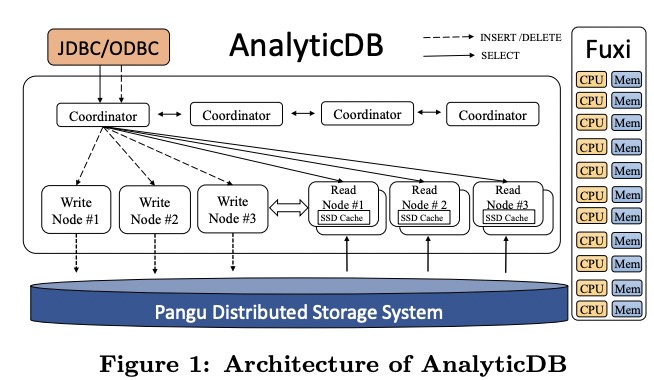 JDBC/ODBC
AnalyticDB
INSERT /DELETE
SELECT
Fuxi
Coordinator
Coordinator
Coordinator
Coordinator
Write
Node #1
Write
Node #2
Write
Node #3
Read
Node #1
SSD Cache
Read
Node # 2
SSD Cache
Read
Node #3
SSD Cache
CPU Mem
CPU Mem
CPU Mem
CPU Mem
CPU Mem
CPU Mem
CPU Mem
CPU Mem
CPU Mem
CPU Mem
CPU Mem
Pangu Distributed Storage System
Figure 1: Architecture of AnalyticDB